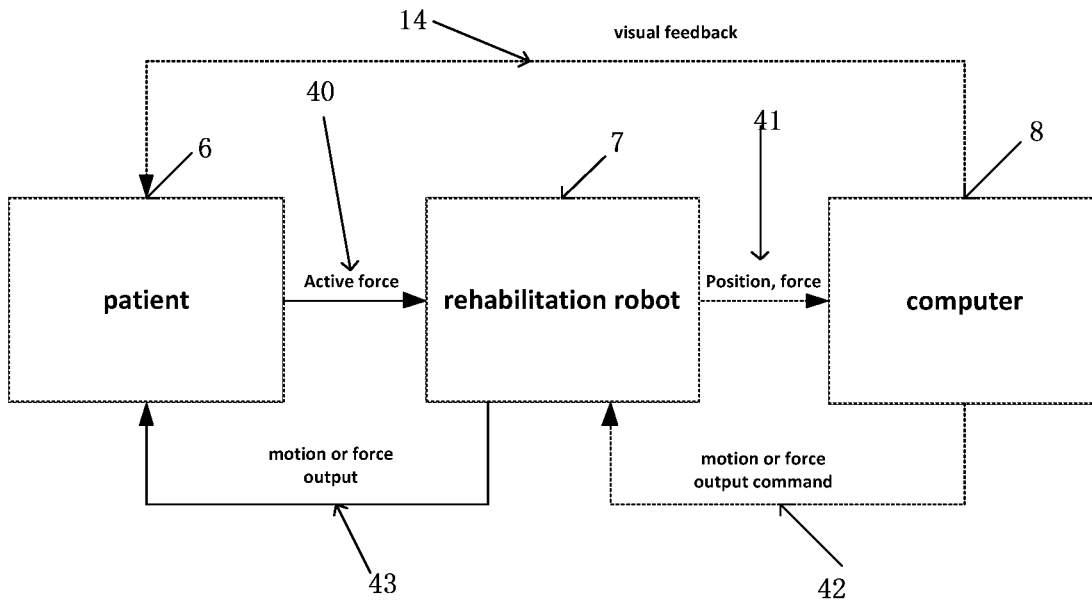 14
visual feedback
40
41
6
7
8
Active force
Position, force
patient
rehabilitation robot
computer
motion or force
output
motion or force
output command
43
42